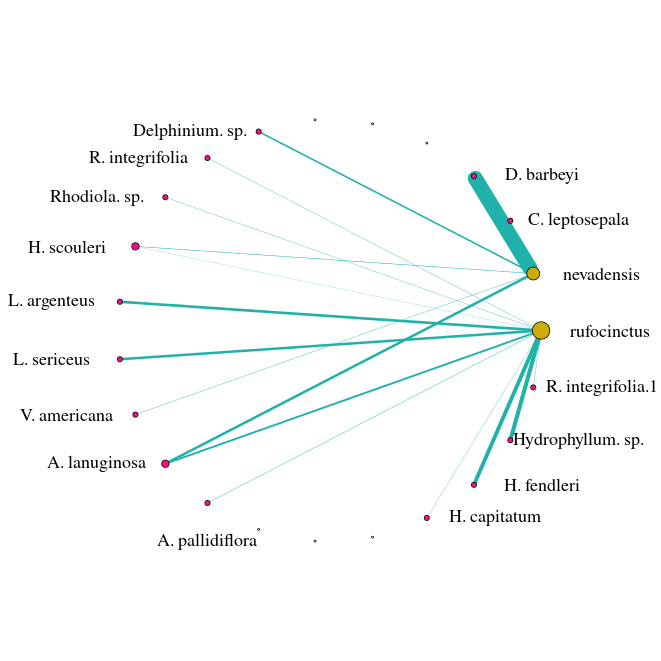 Delphinium. sp.
R. integrifolia
Rhodiola. sp.
H. scouleri
L. argenteus
L. sericeus
V. americana
A. lanuginosa
A. pallidiflora
D. barbeyi
C. leptosepala
nevadensis
rufocinctus
R. integrifolia.1
Hydrophyllum. sp.
H. fendleri
H. capitatum